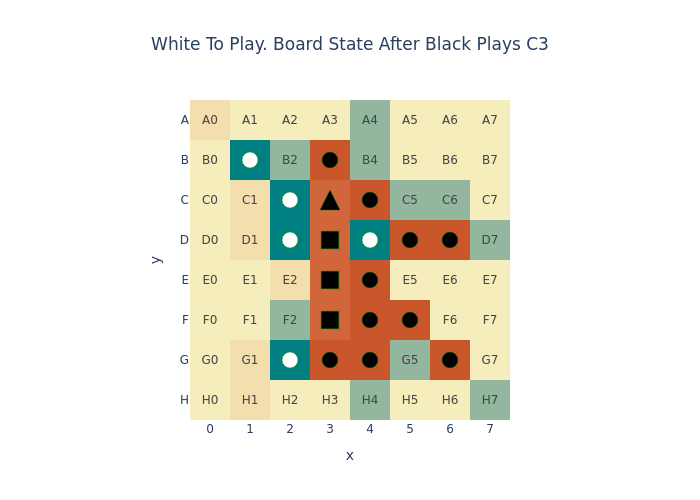 White To Play. Board State After Black Plays C3
A A0 A1 A2 A3 A4 A5 A6 A7
B B0 B2 B4 B5 B6 B7
C C0 C1 C5 C6 C7
D D0 D1 D7
y
E E0 E1 E2 E5 E6 E7
F F0 F1 F2 F6 F7
G G0 G1 G5 G7
H H0 H1 H2 H3 H4 H5 H6 H7
0 1 2 3 4 5 6 7
x